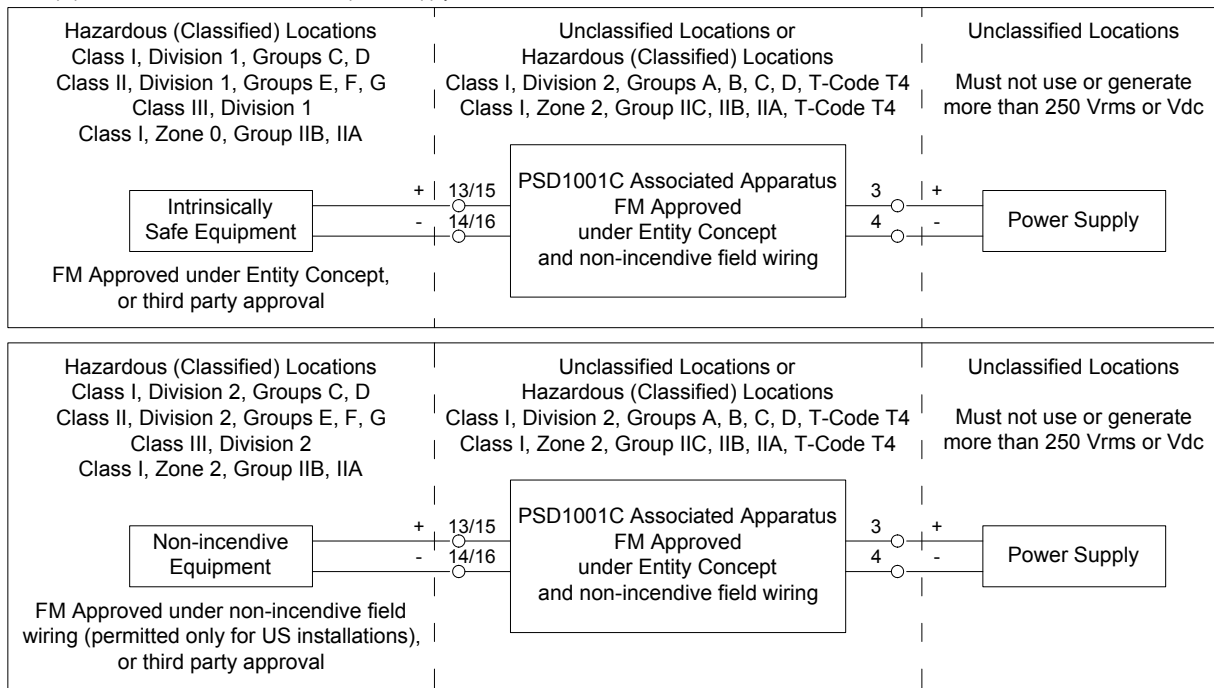 Hazardous (Classified) Locations
Class I, Division 1, Groups C, D
Class II, Division 1, Groups E, F, G
Class III, Division 1
Class I, Zone 0, Group IIB, IIA
Unclassified Locations or
Hazardous (Classified) Locations
Class I, Division 2, Groups A, B, C, D, T-Code T4
Class I, Zone 2, Group IIC, IIB, IIA, T-Code T4
Unclassified Locations
Must not use or generate
more than 250 Vrms or Vdc
Intrinsically
Safe Equipment
+ 13/15
- 14/16
PSD1001C Associated Apparatus
FM Approved
under Entity Concept
and non-incendive field wiring
3 +
4 -
Power Supply
FM Approved under Entity Concept,
or third party approval
Hazardous (Classified) Locations
Class I, Division 2, Groups C, D
Class II, Division 2, Groups E, F, G
Class III, Division 2
Class I, Zone 2, Group IIB, IIA
Unclassified Locations or
Hazardous (Classified) Locations
Class I, Division 2, Groups A, B, C, D, T-Code T4
Class I, Zone 2, Group IIC, IIB, IIA, T-Code T4
Unclassified Locations
Must not use or generate
more than 250 Vrms or Vdc
Non-incendive
Equipment
+ 13/15
- 14/16
PSD1001C Associated Apparatus
FM Approved
under Entity Concept
and non-incendive field wiring
3 +
4 -
Power Supply
FM Approved under non-incendive field
wiring (permitted only for US installations),
or third party approval